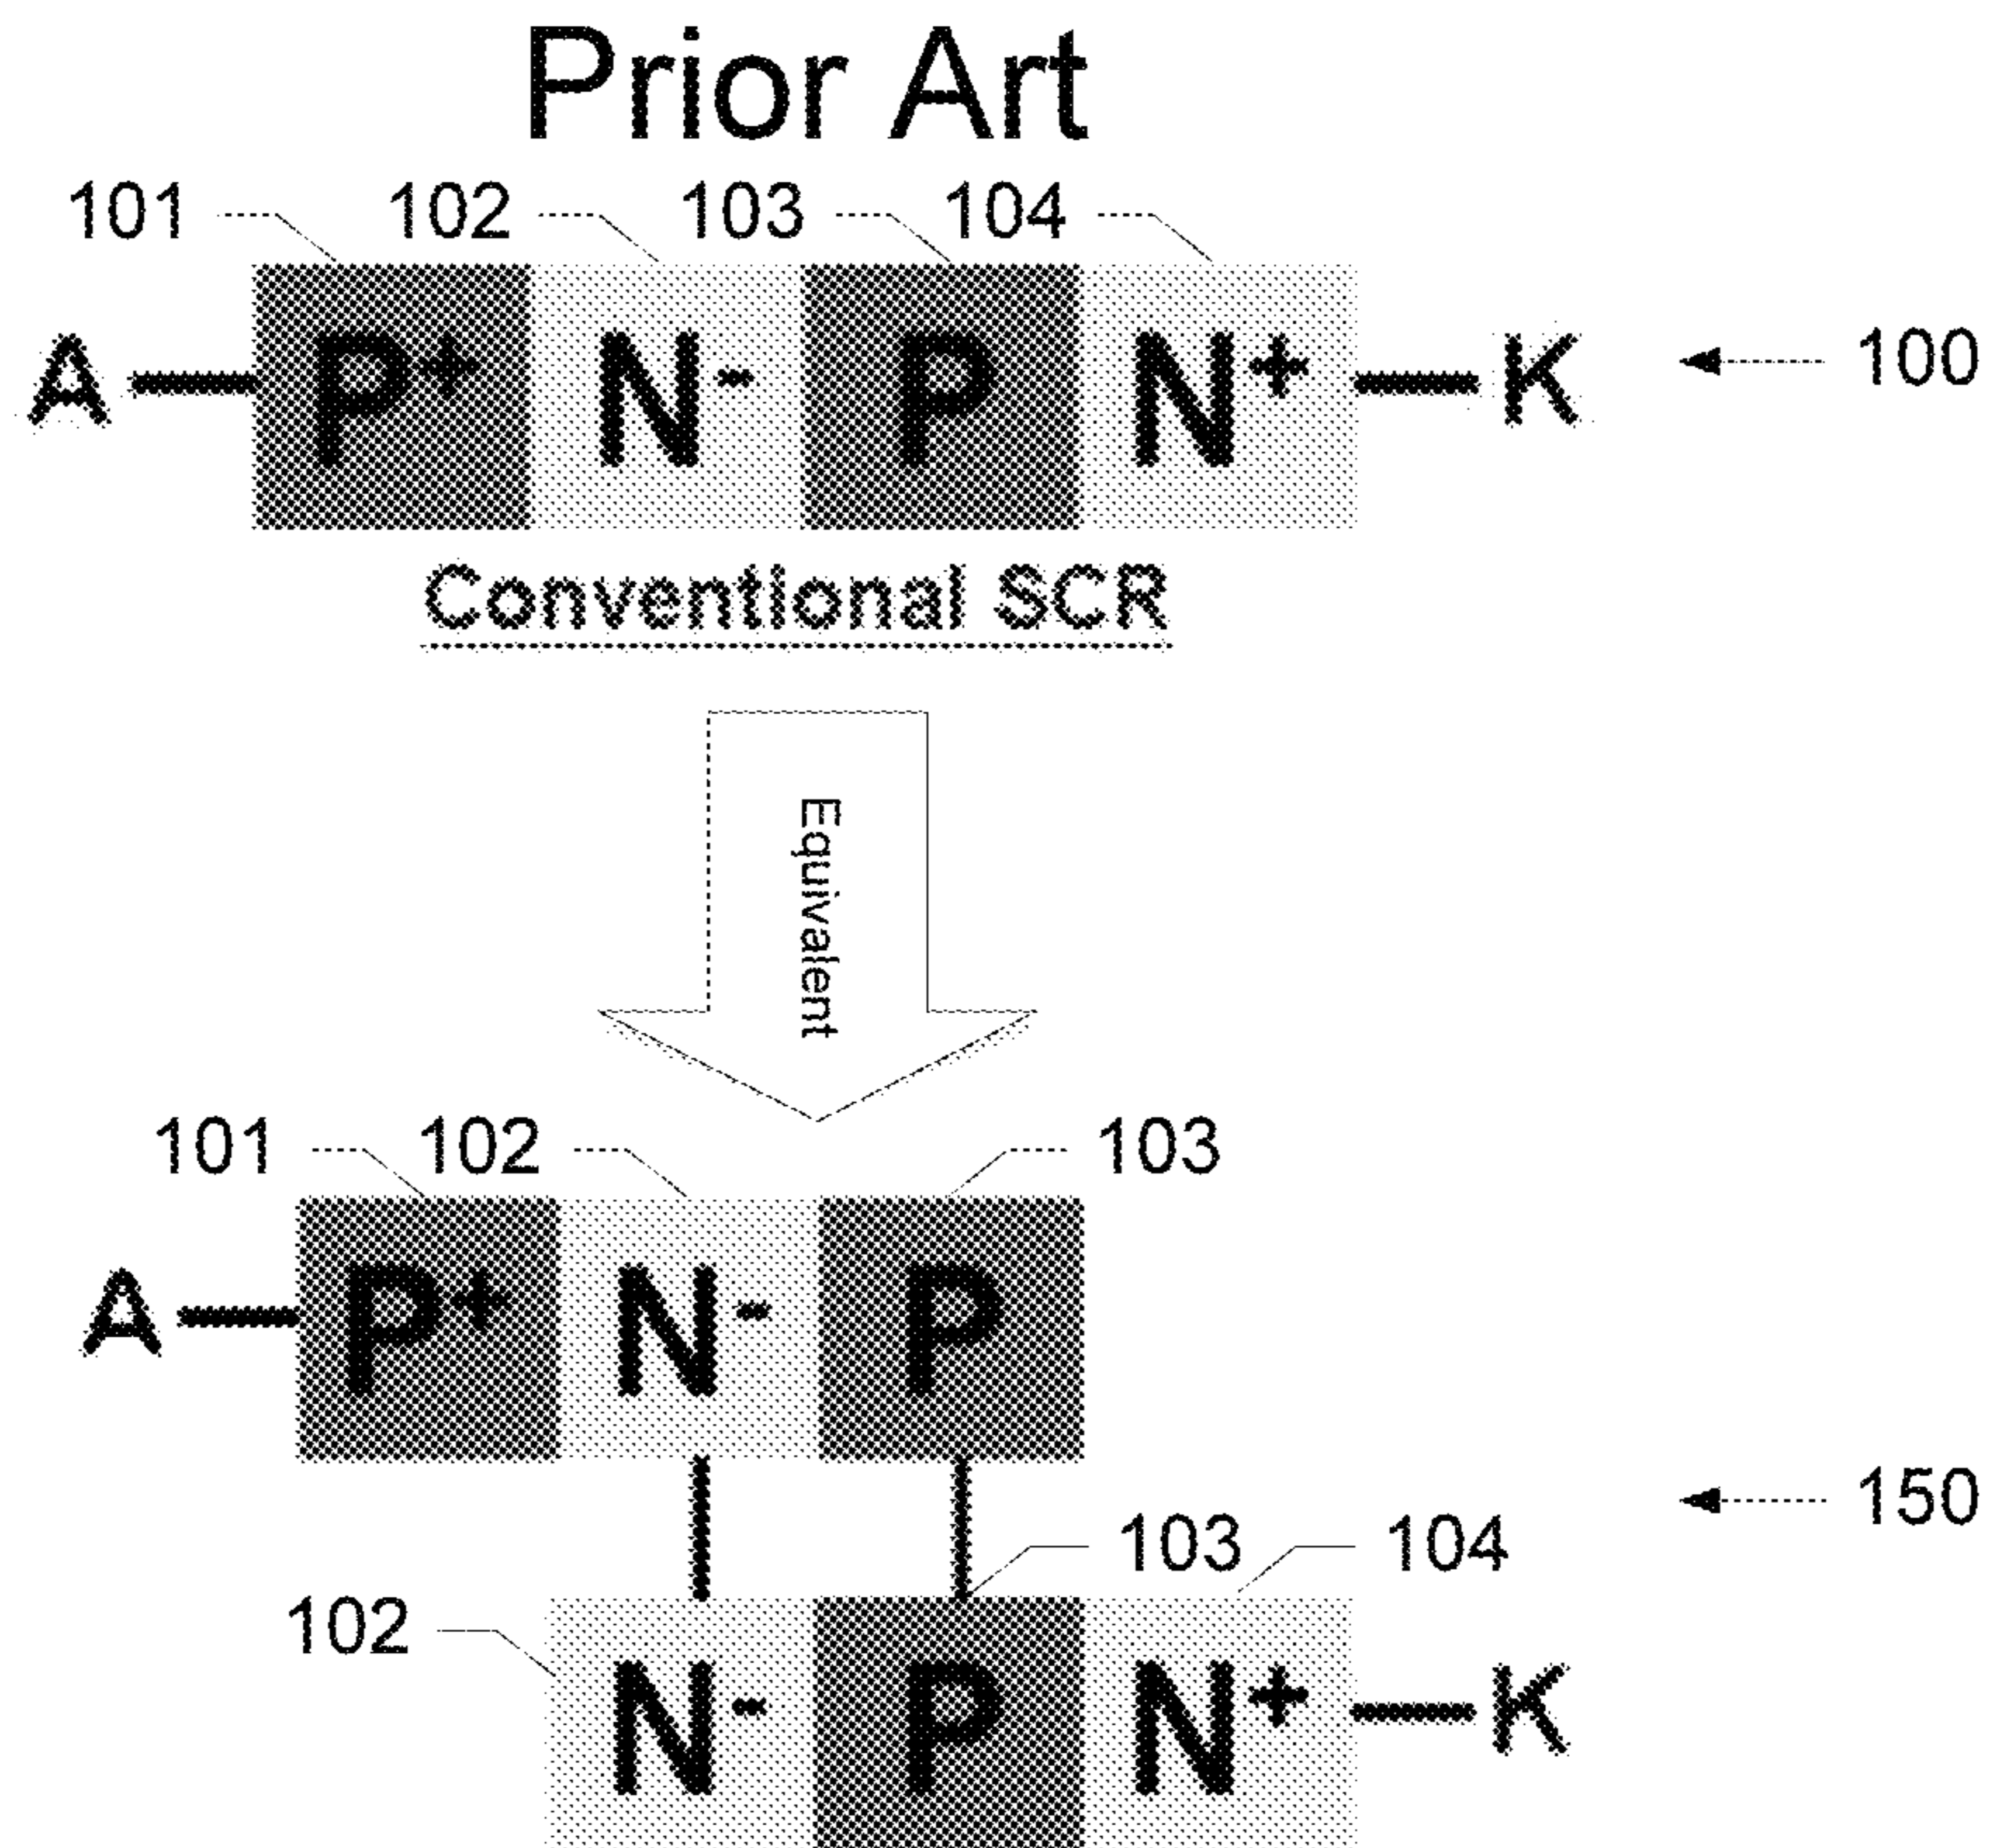 Prior Art
101 102 103 104
A P+ N- P N+ K 100
Conventional SCR
Equivalent
101 102 103
A P+ N- P
150
103 104
102
N- P N+ K